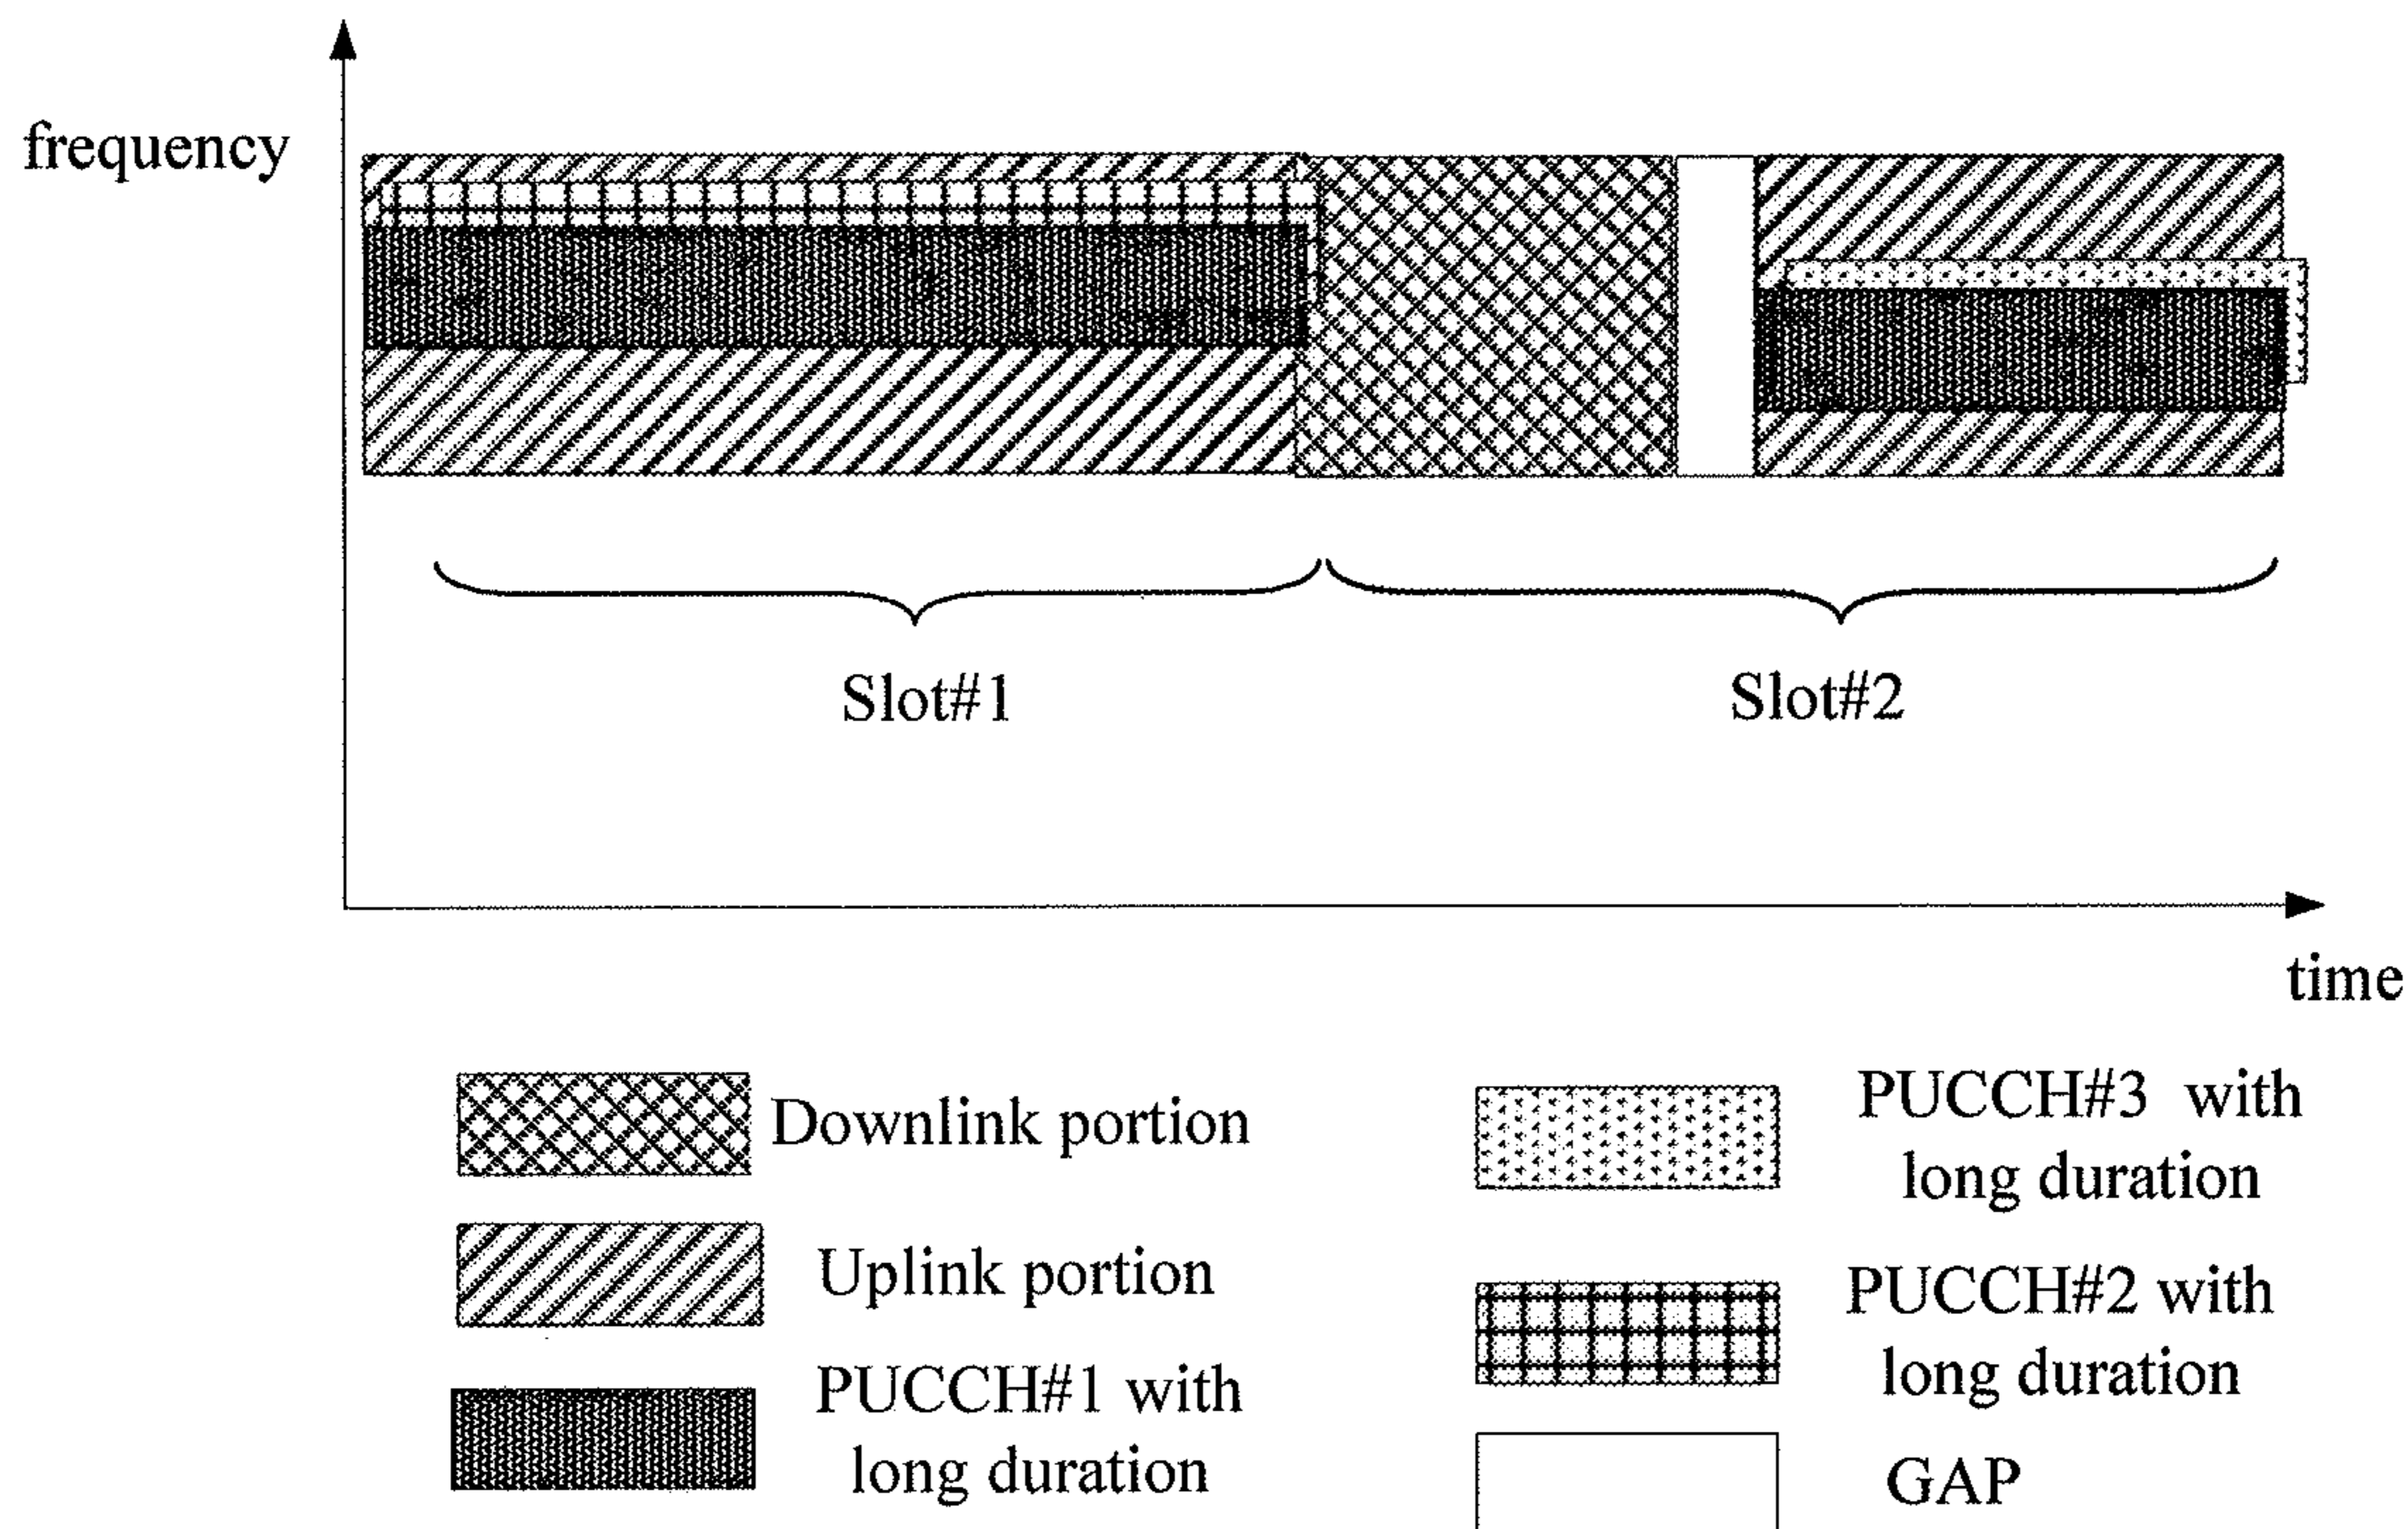 frequency
Slot#1
Slot#2
time
Downlink portion
Uplink portion
PUCCH#1 with
long duration
PUCCH#3 with
long duration
PUCCH#2 with
long duration
GAP